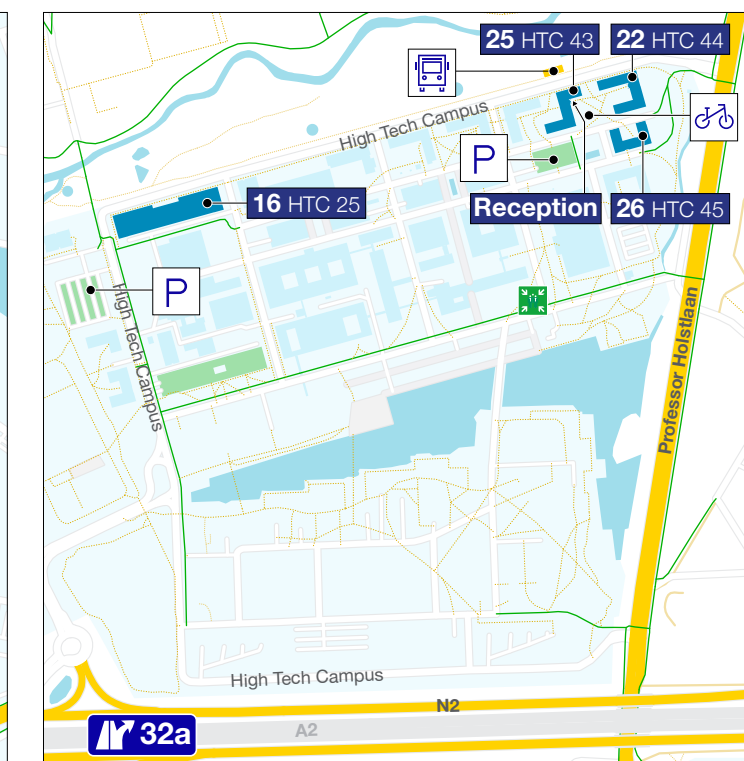 25 HTC 43
22 HTC 44
High Tech Campus
P
Reception
26 HTC 45
16 HTC 25
P
High Tech Campus
Professor Holstlaan
High Tech Campus
N2
A2
32a